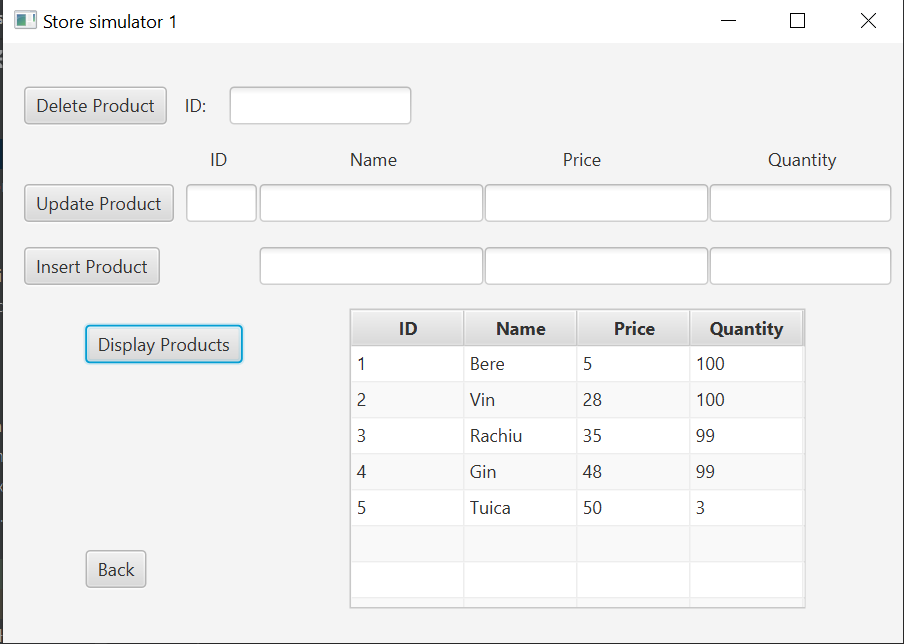 Store simulator 1
Delete Product ID:
ID Name Price Quantity
Update Product
Insert Product
Display Products
ID Name Price Quantity
1 Bere 5 100
2 Vin 28 100
3 Rachiu 35 99
4 Gin 48 99
5 Tuica 50 3
Back